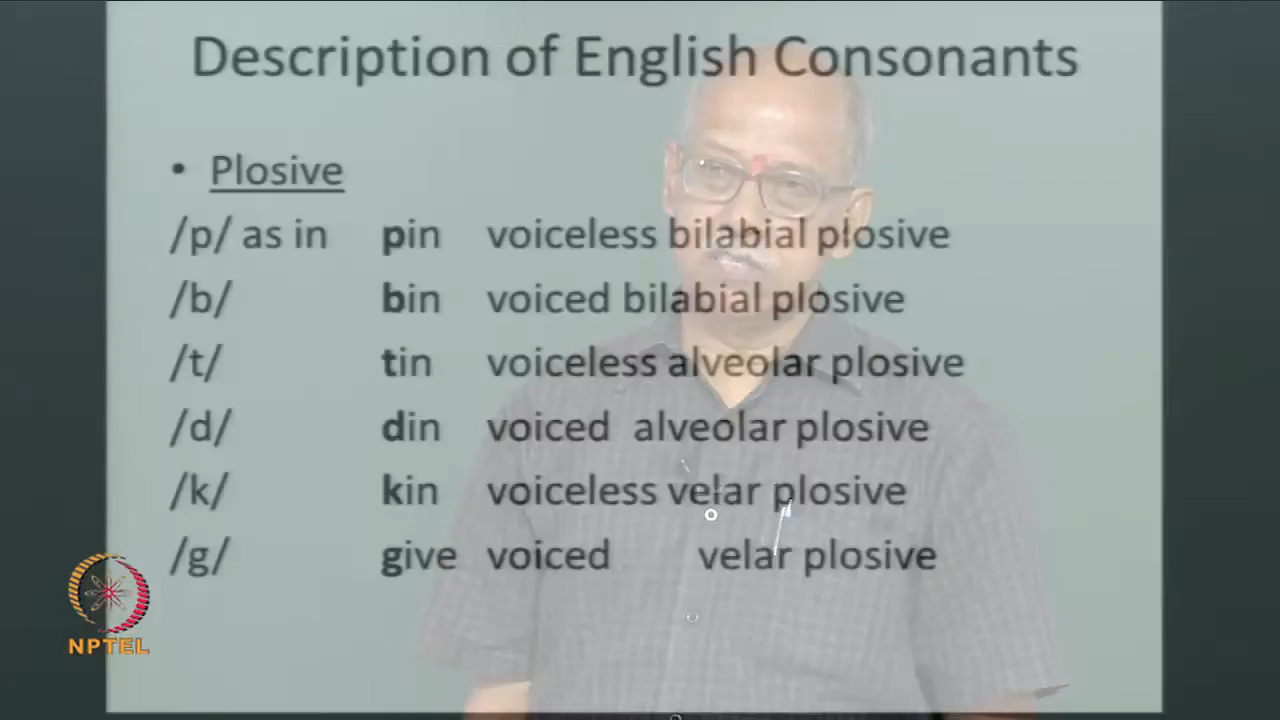 Description of English Consonants
• Plosive
/p/ as in pin voiceless bilabial plosive
/b/ bin voiced bilabial plosive
/t/ tin voiceless alveolar plosive
/d/ din voiced alveolar plosive
/k/ kin voiceless velar plosive
/g/ give voiced velar plosive
NPTEL